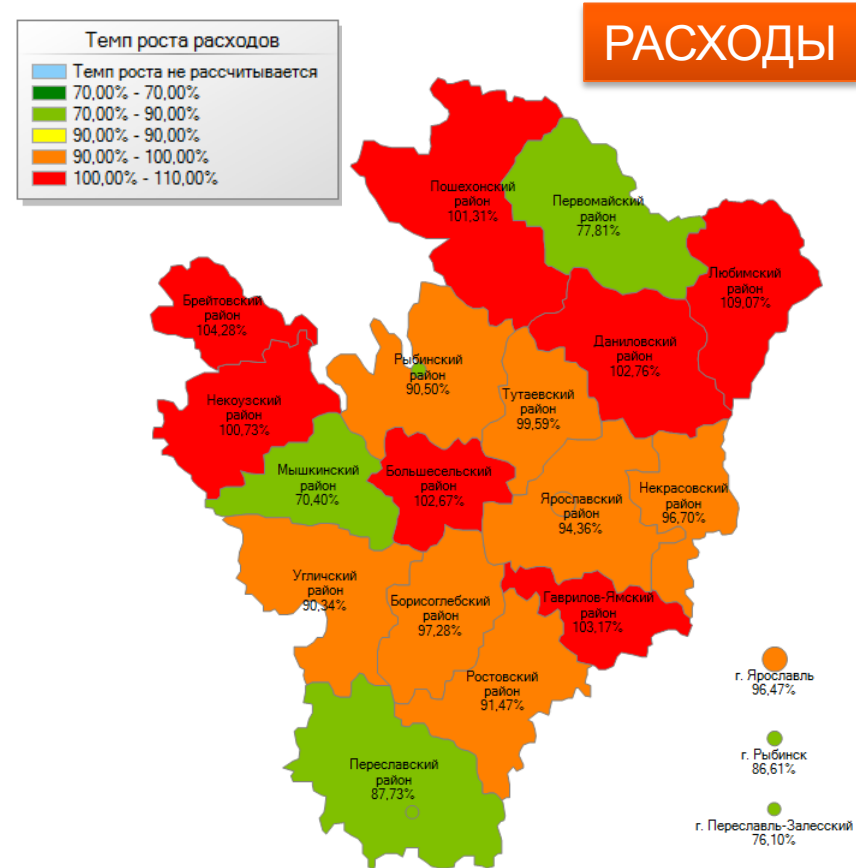 РАСХОДЫ
Темп роста расходов
Темп роста не рассчитывается
70,00% - 70,00%
70,00% - 90,00%
90,00% - 90,00%
90,00% - 100,00%
100,00% - 110,00%
Пошехонский
район
101,31%
Первомайский
район
77,81%
Любимский
район
109,07%
Брейтовский
район
104,28%
Даниловский
район
102,76%
Рыбинский
район
90,50%
Тутаевский
район
99,59%
Некоузский
район
100,73%
Мышкинский
район
70,40%
Большесельский
район
102,67%
Ярославский
район
94,36%
Некрасовский
район
96,70%
Угличский
район
90,34%
Борисоглебский
район
97,28%
Гаврилов-Ямский
район
103,17%
Ростовский
район
91,47%
г. Ярославль
96,47%
г. Рыбинск
86,61%
Переславский
район
87,73%
г. Переславль-Залесский
76,10%